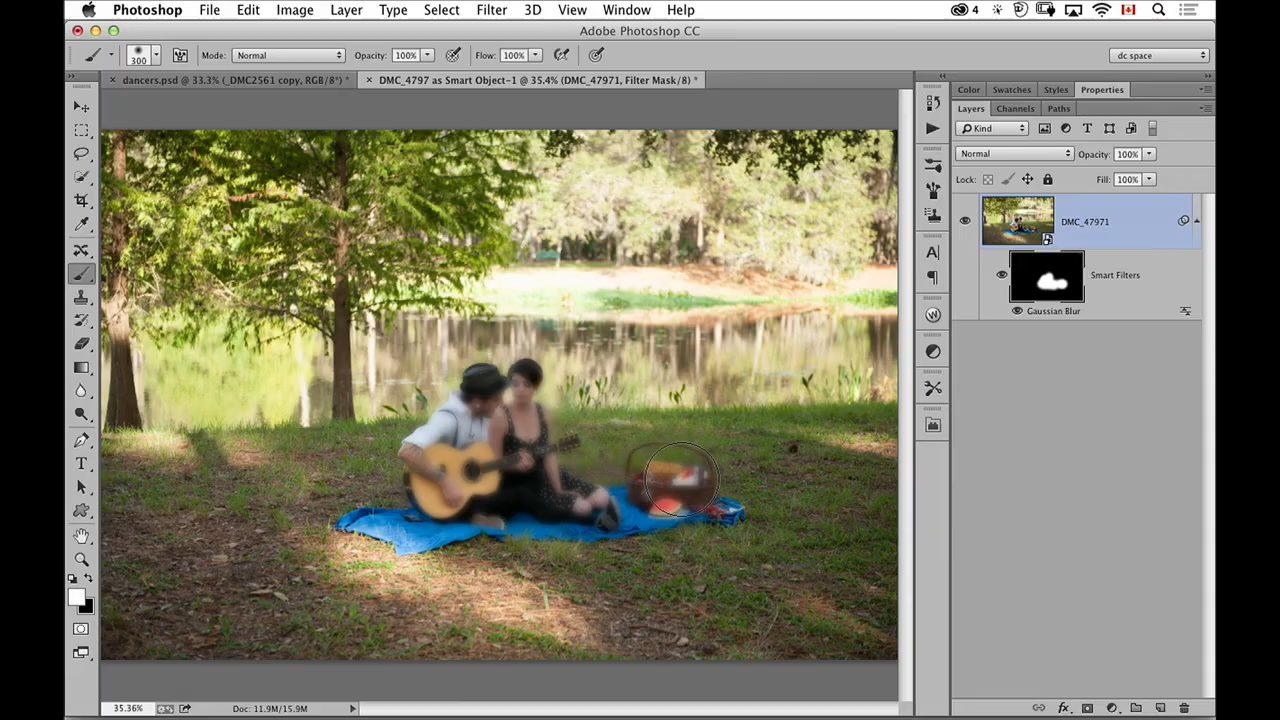 Photoshop File Edit Image Layer Type Select Filter 3D View Window Help 4
Adobe Photoshop CC
300 Mode: Normal Opacity: 100% Flow: 100% dc space
× dancers.psd @ 33.3% (_DMC2561 copy, RGB/8*) * × DMC_4797 as Smart Object-1 @ 35.4% (DMC_47971, Filter Mask/8) *
Color Swatches Styles Properties
Layers Channels Paths
Kind
Normal Opacity: 100%
Lock: Fill: 100%
DMC_47971
Smart Filters
Gaussian Blur
35.36% Doc: 11.9M/15.9M